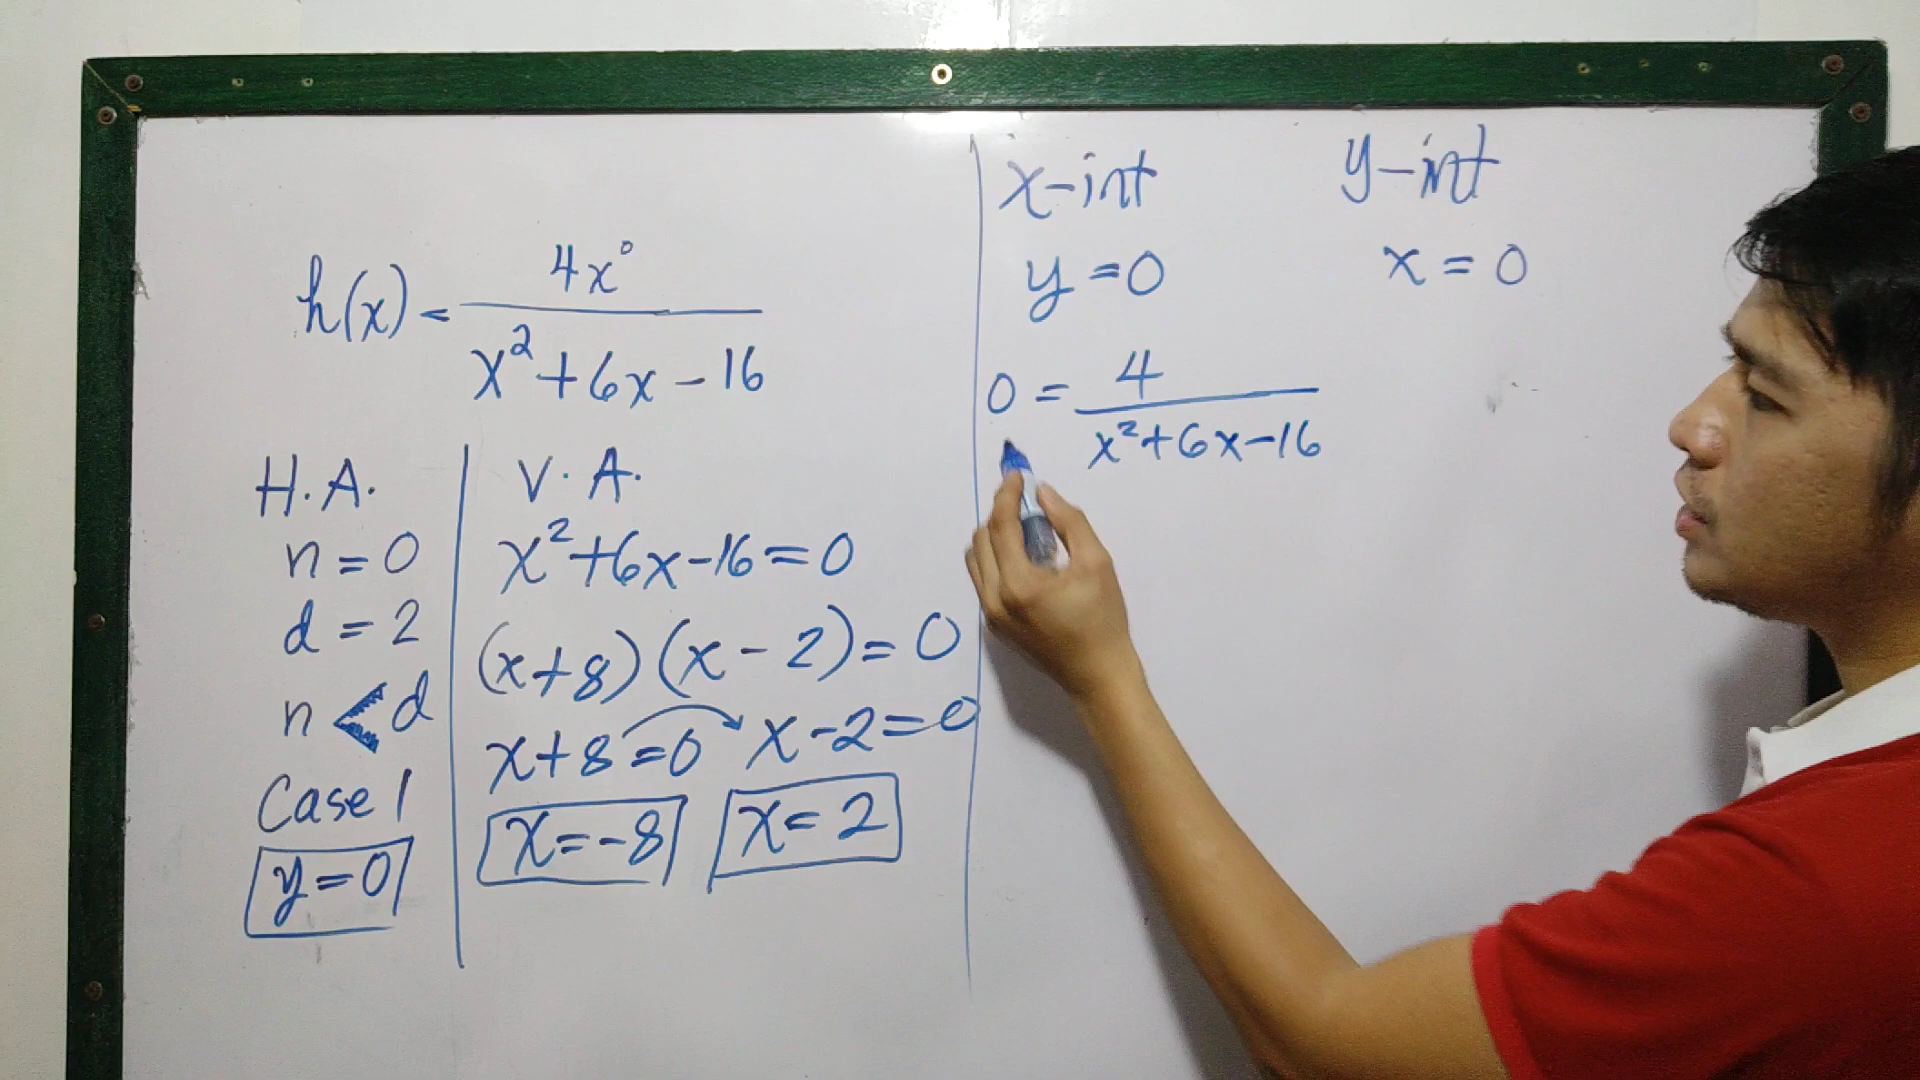 h(x) = 4x⁰
x²+6x-16
H.A.
n=0
d=2
n<d
Case 1
y=0
V.A.
x²+6x-16=0
(x+8)(x-2)=0
x+8=0 x-2=0
x=-8 x=2
x-int
y=0
0 = 4
x²+6x-16
y-int
x=0